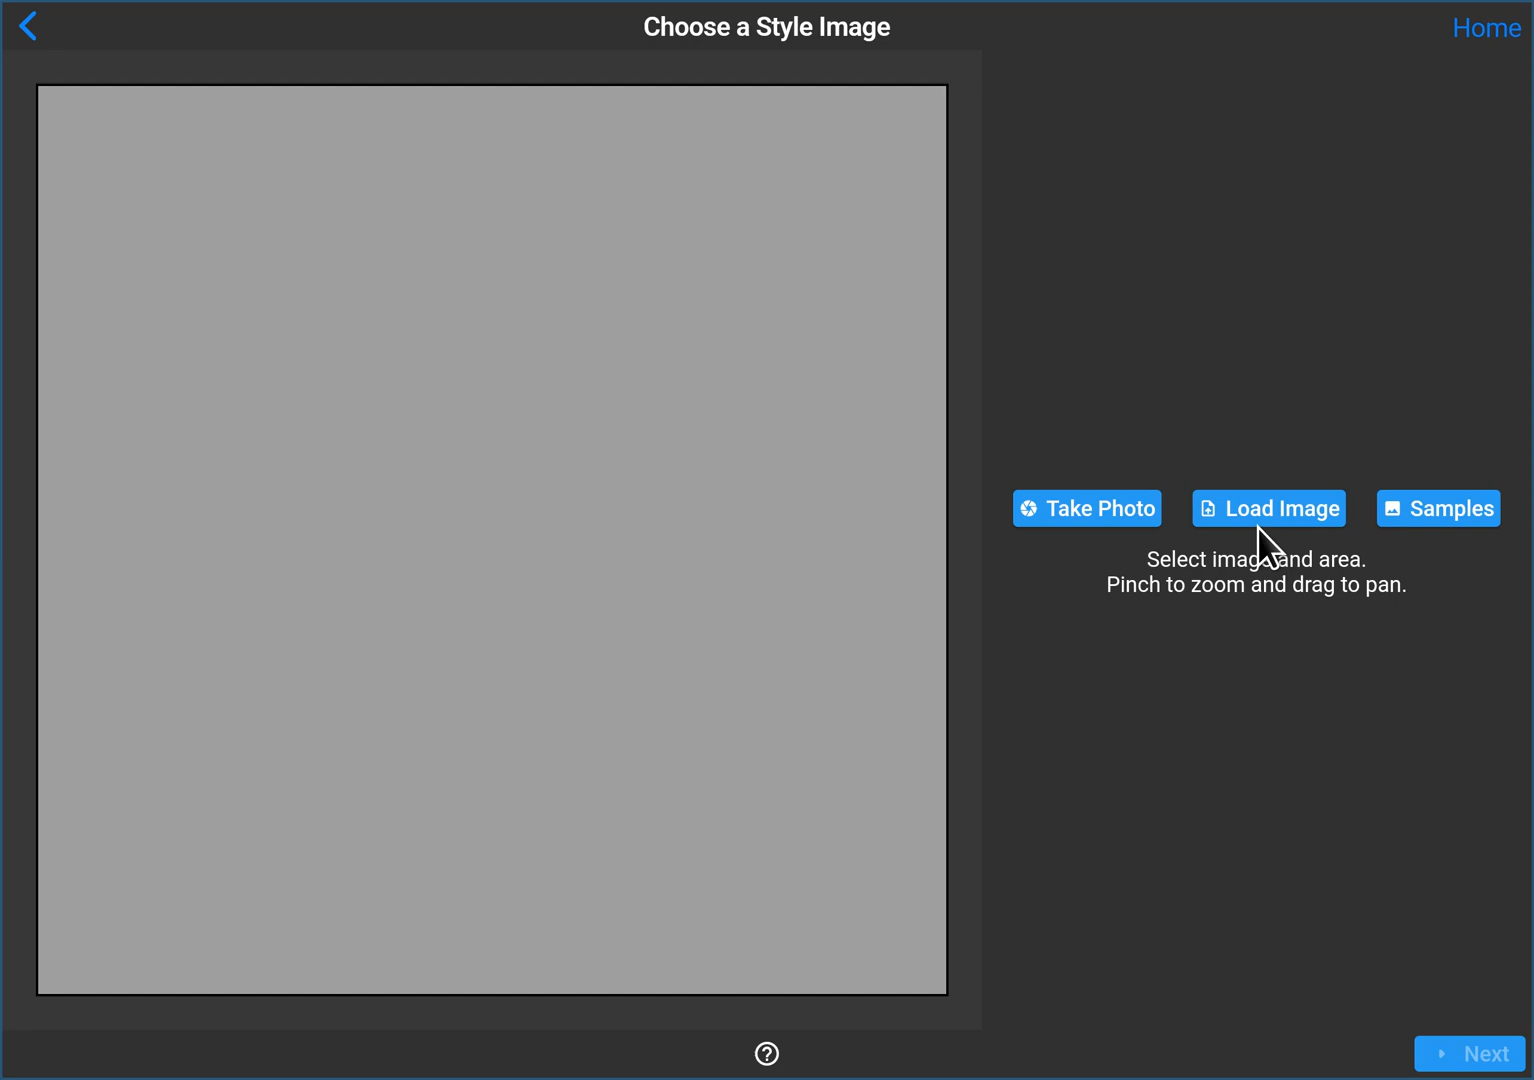 Choose a Style Image
Home
Take Photo
Load Image
Samples
Select image and area.
Pinch to zoom and drag to pan.
Next